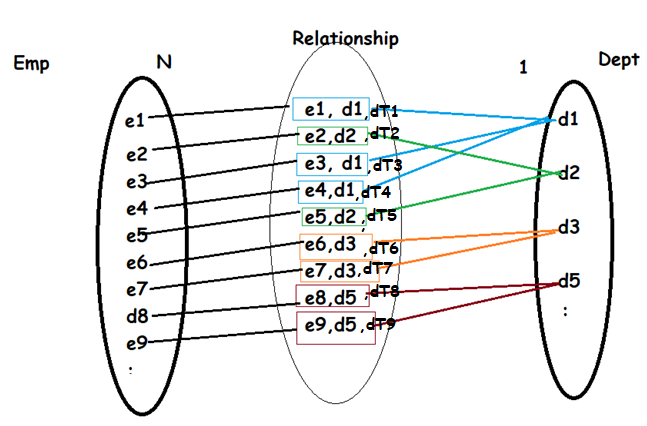 Relationship
Emp
N
1
Dept
e1
e2
e3
e4
e5
e6
e7
d8
e9
:
e1, d1,dT1
e2,d2,dT2
e3, d1,dT3
e4,d1,dT4
e5,d2,dT5
e6,d3,dT6
e7,d3,dT7
e8,d5,dT8
e9,d5,dT9
d1
d2
d3
d5
: